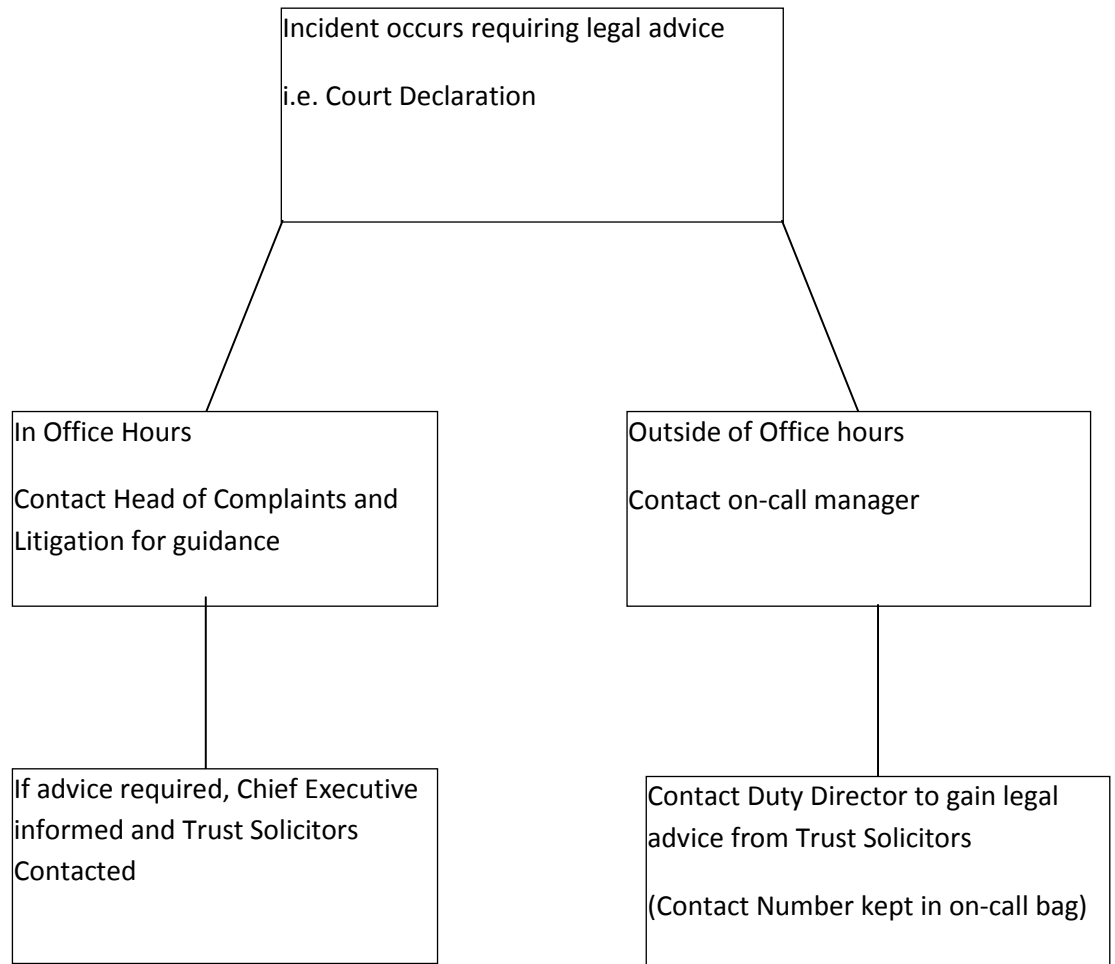 Incident occurs requiring legal advice
i.e. Court Declaration
In Office Hours
Contact Head of Complaints and
Litigation for guidance
Outside of Office hours
Contact on-call manager
If advice required, Chief Executive
informed and Trust Solicitors
Contacted
Contact Duty Director to gain legal
advice from Trust Solicitors
(Contact Number kept in on-call bag)